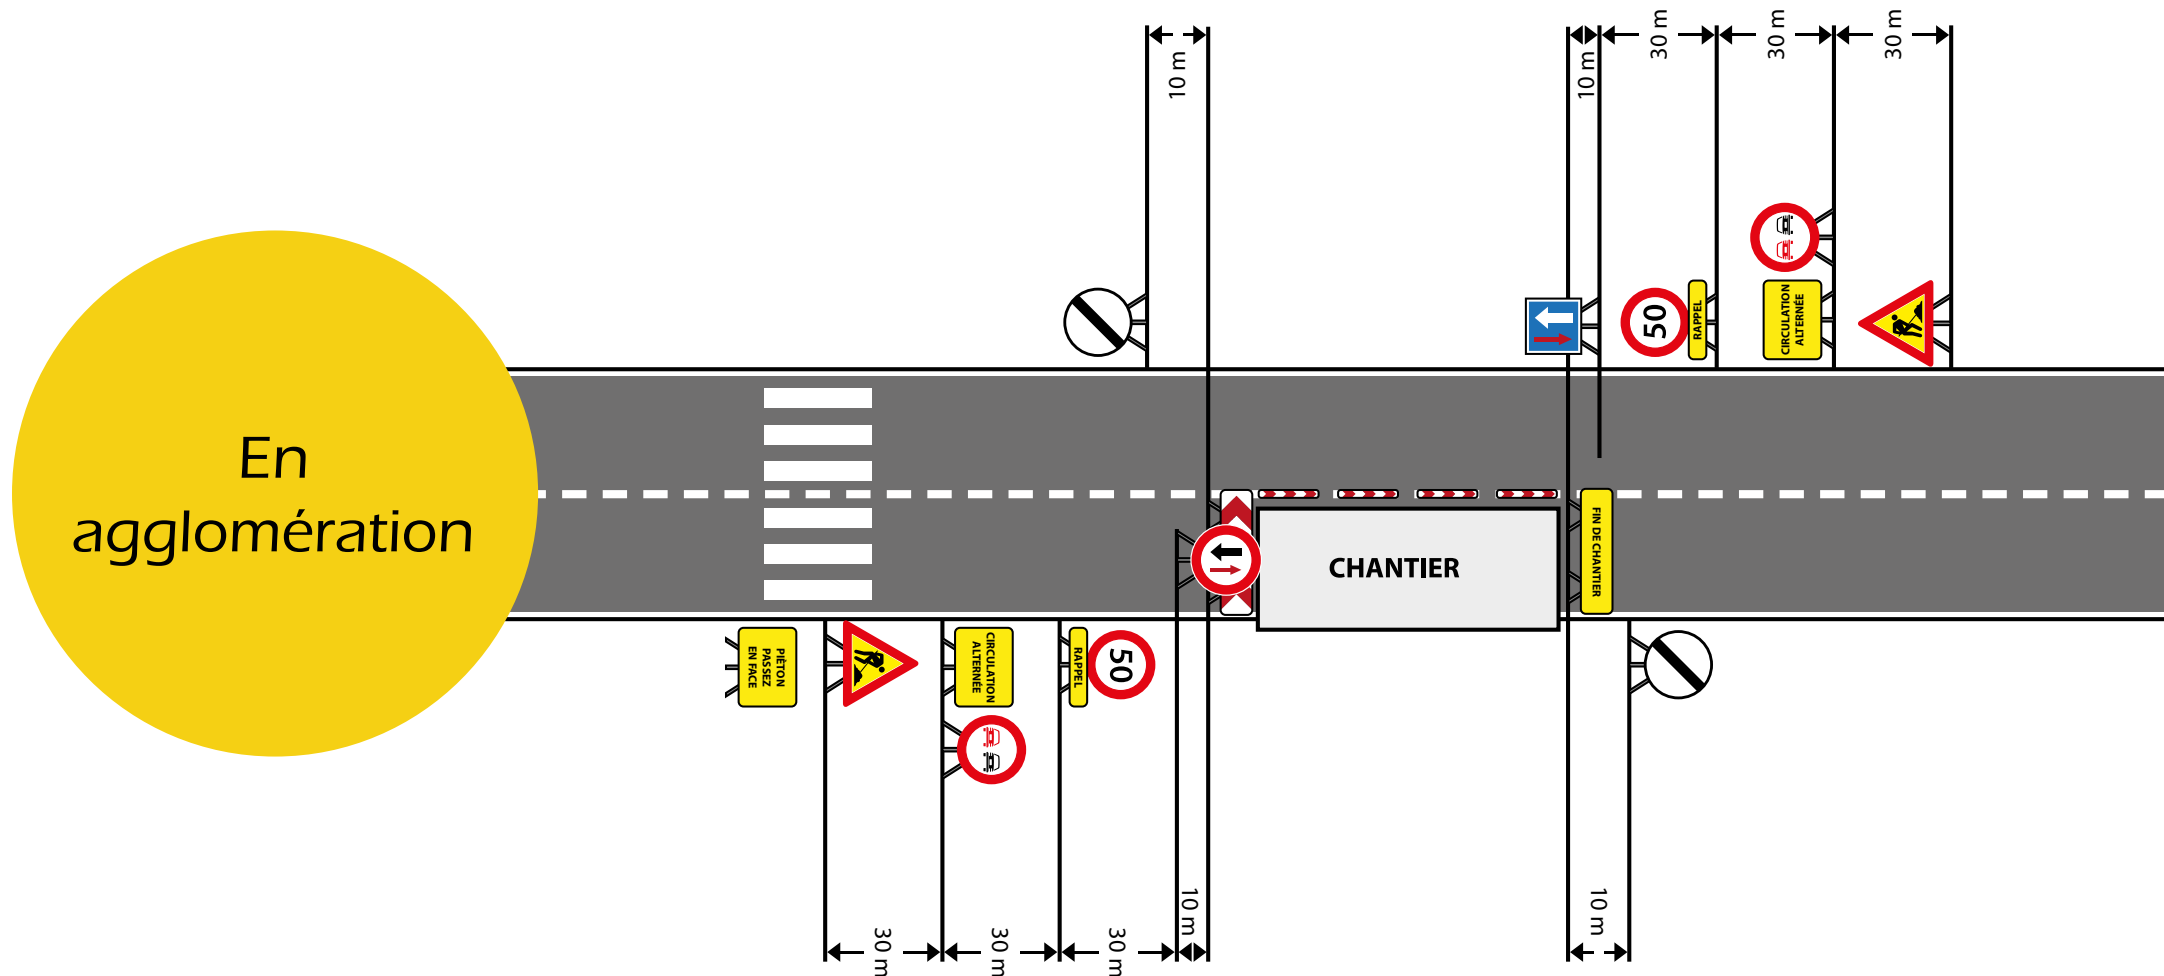 10 m
10 m
30 m
30 m
30 m
50
RAPPEL
CIRCULATION
ALTERNÉE
En
agglomération
CHANTIER
FIN DE CHANTIER
PIÈTON
PASSEZ
EN FACE
CIRCULATION
ALTERNÉE
RAPPEL
50
30 m
30 m
30 m
10 m
10 m